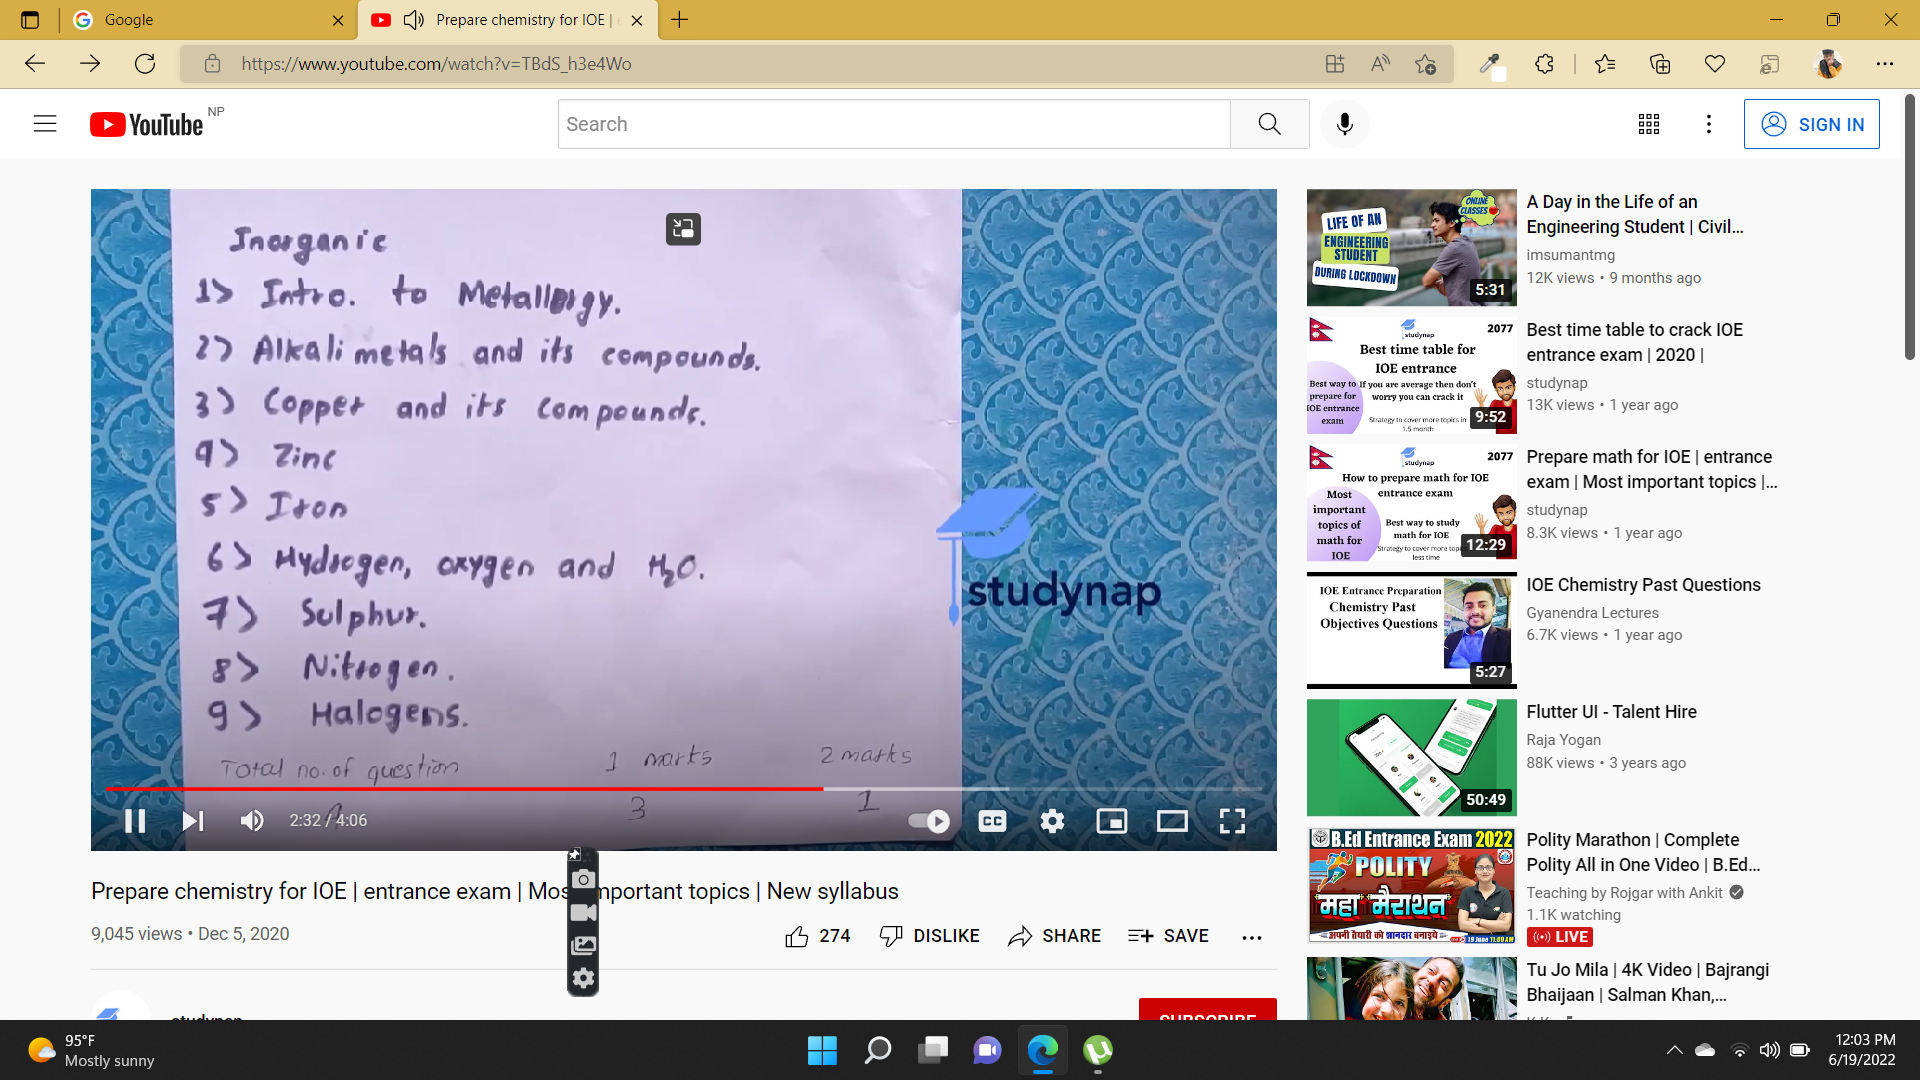 Google
Prepare chemistry for IOE |
https://www.youtube.com/watch?v=TBdS_h3e4Wo
YouTube NP
Search
SIGN IN
Inorganic
1> Intro. to Metallergy.
2> Alkali metals and its compounds.
3> Copper and its compounds.
4> Zinc
5> Iron
6> Hydrogen, oxygen and H₂O.
7> Sulphur.
8> Nitrogen.
9> Halogens.
Total no. of question 1 marks 2 marks
4 3 1
studynap
2:32 / 4:06
CC
Prepare chemistry for IOE | entrance exam | Mos mportant topics | New syllabus
9,045 views • Dec 5, 2020
274 DISLIKE SHARE SAVE
studynap
SUBSCRIBE
LIFE OF AN
ENGINEERING
STUDENT
DURING LOCKDOWN
ONLINE
CLASSES
5:31
A Day in the Life of an
Engineering Student | Civil...
imsumantmg
12K views • 9 months ago
studynap
2077
Best time table for
IOE entrance
Best way to
prepare for
IOE entrance
exam
If you are average then don't
worry you can crack it
Strategy to cover more topics in
1.5 month
9:52
Best time table to crack IOE
entrance exam | 2020 |
studynap
13K views • 1 year ago
studynap
2077
How to prepare math for IOE
entrance exam
Most
important
topics of
math for
IOE
Best way to study
math for IOE
Strategy to cover more topi
less time
12:29
Prepare math for IOE | entrance
exam | Most important topics |...
studynap
8.3K views • 1 year ago
IOE Entrance Preparation
Chemistry Past
Objectives Questions
5:27
IOE Chemistry Past Questions
Gyanendra Lectures
6.7K views • 1 year ago
50:49
Flutter UI - Talent Hire
Raja Yogan
88K views • 3 years ago
B.Ed Entrance Exam 2022
POLITY
महा मैराथन
अपनी तैयारी को शानदार बनाइये
19 June 11:00AM
Polity Marathon | Complete
Polity All in One Video | B.Ed...
Teaching by Rojgar with Ankit
1.1K watching
LIVE
Tu Jo Mila | 4K Video | Bajrangi
Bhaijaan | Salman Khan,...
95°F
Mostly sunny
12:03 PM
6/19/2022